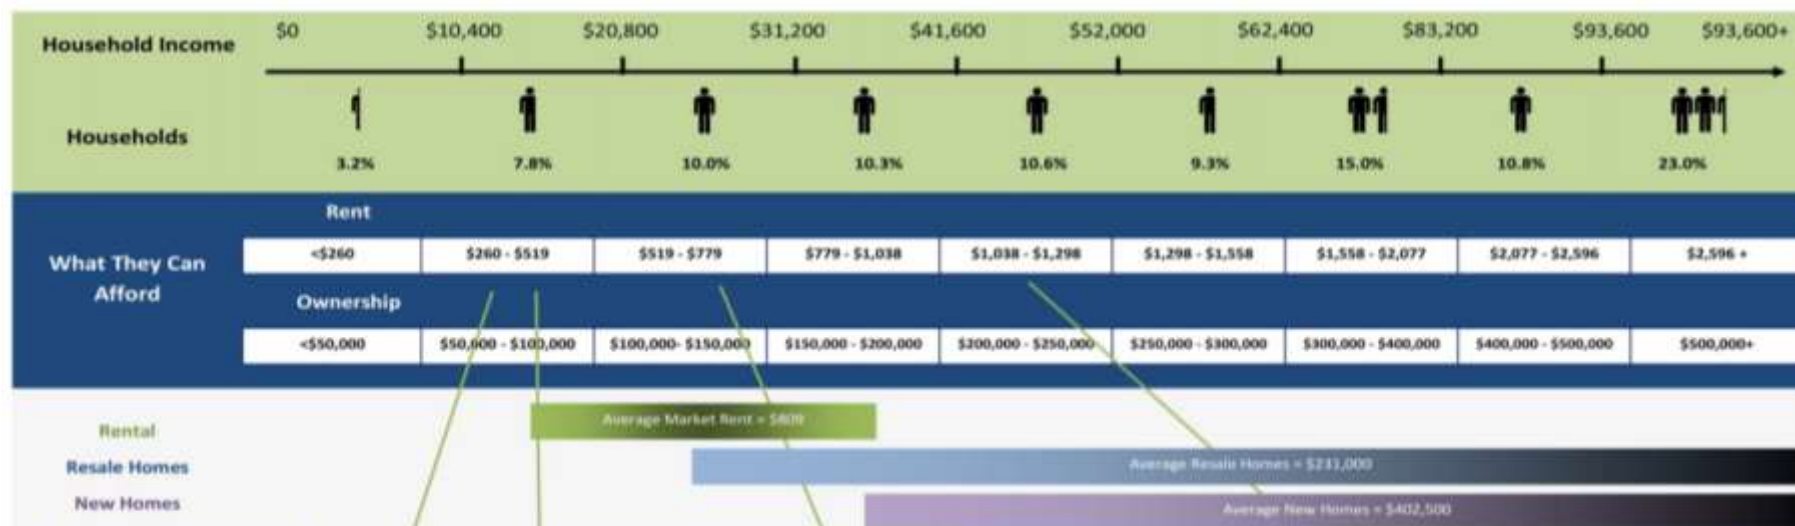 Household Income $0 $10,400 $20,800 $31,200 $41,600 $52,000 $62,400 $83,200 $93,600 $93,600+
Households
3.2% 7.8% 10.0% 10.3% 10.6% 9.3% 15.0% 10.8% 23.0%
Rent
What They Can Afford
<$260 $260 - $519 $519 - $779 $779 - $1,038 $1,038 - $1,298 $1,298 - $1,558 $1,558 - $2,077 $2,077 - $2,596 $2,596 +
Ownership
<$50,000 $50,000 - $100,000 $100,000- $150,000 $150,000 - $200,000 $200,000 - $250,000 $250,000 - $300,000 $300,000 - $400,000 $400,000 - $500,000 $500,000+
Rental Average Market Rent = $809
Resale Homes Average Resale Homes = $231,000
New Homes Average New Homes = $402,500